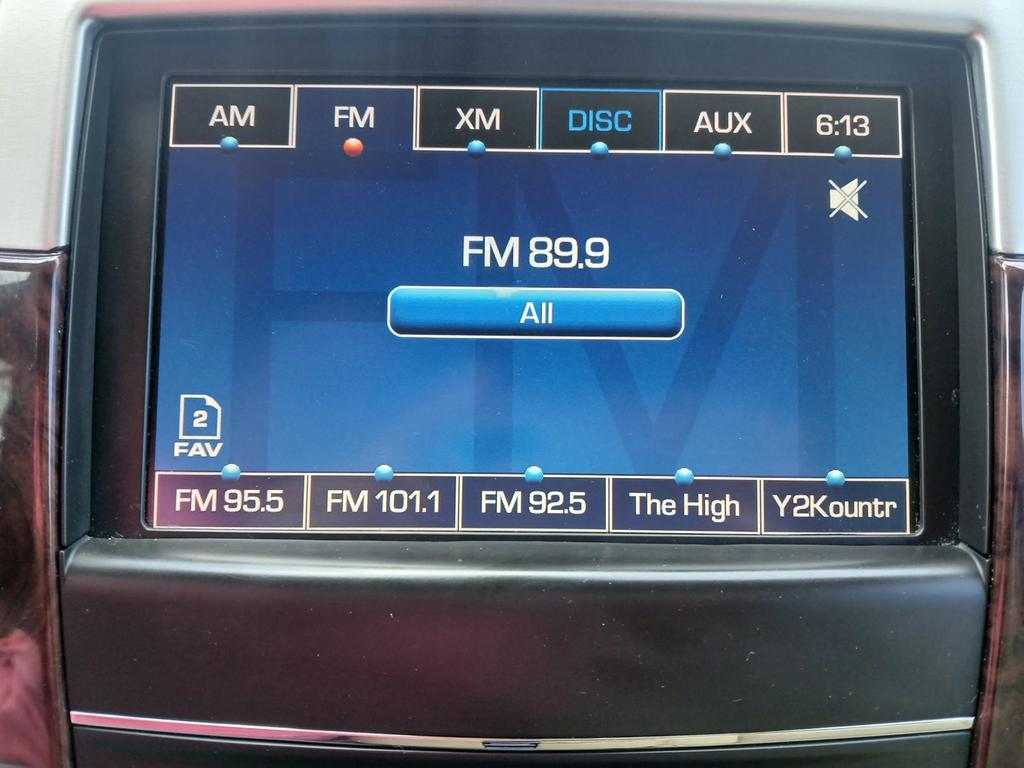 AM FM XM DISC AUX 6:13
FM 89.9
All
2
FAV
FM 95.5 FM 101.1 FM 92.5 The High Y2Kountr